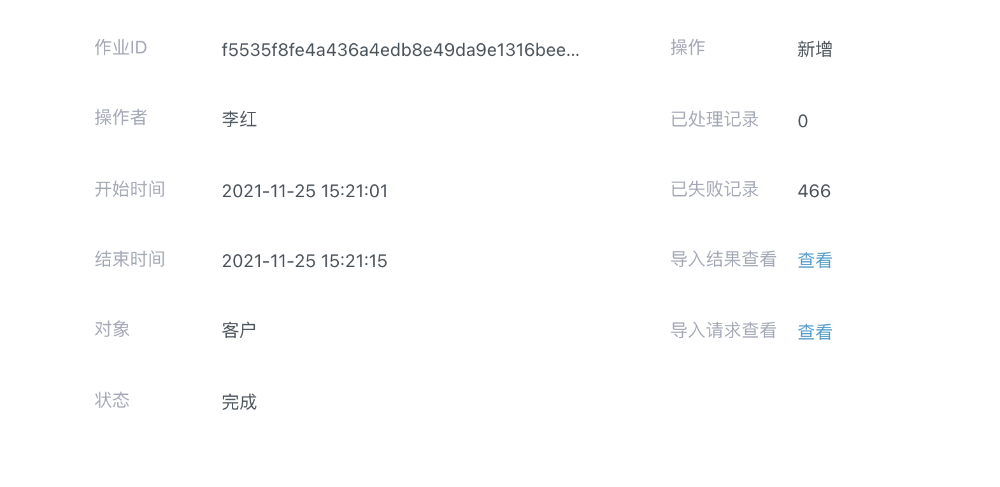 作业ID f5535f8fe4a436a4edb8e49da9e1316bee... 操作 新增
操作者 李红 已处理记录 0
开始时间 2021-11-25 15:21:01 已失败记录 466
结束时间 2021-11-25 15:21:15 导入结果查看 查看
对象 客户 导入请求查看 查看
状态 完成